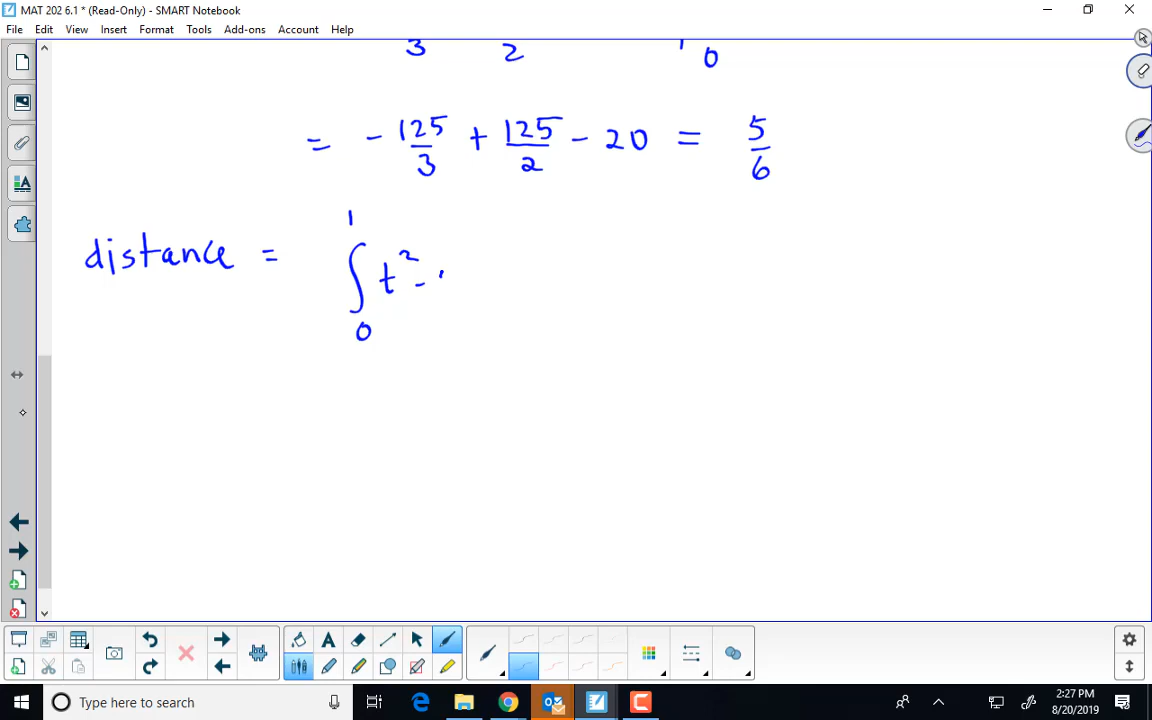 MAT 202 6.1 * (Read-Only) - SMART Notebook
File Edit View Insert Format Tools Add-ons Account Help
3 2 0
= - 125/3 + 125/2 - 20 = 5/6
distance = ∫₀¹ t² -
A
Type here to search
2:27 PM
8/20/2019